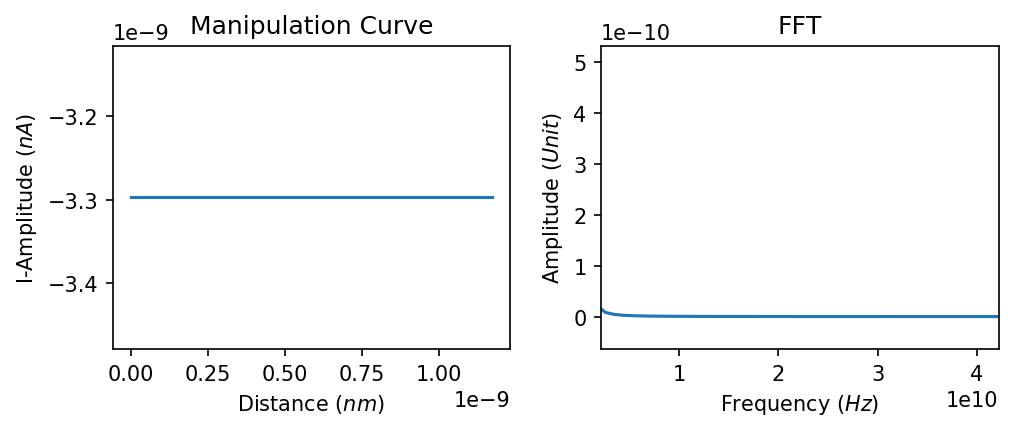 Manipulation Curve
1e−9
−3.2
−3.3
−3.4
I-Amplitude (nA)
0.00 0.25 0.50 0.75 1.00
1e−9
Distance (nm)
FFT
1e−10
5
4
3
2
1
0
Amplitude (Unit)
1 2 3 4
1e10
Frequency (Hz)